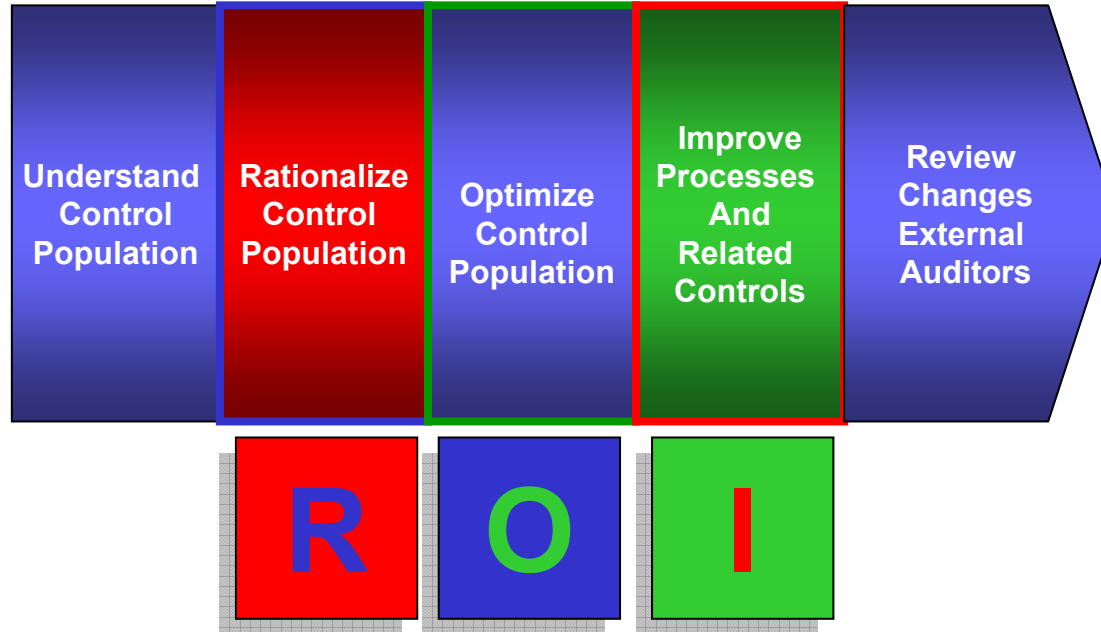 Understand
Control
Population
Rationalize
Control
Population
Optimize
Control
Population
Improve
Processes
And
Related
Controls
Review
Changes
External
Auditors
R
O
I